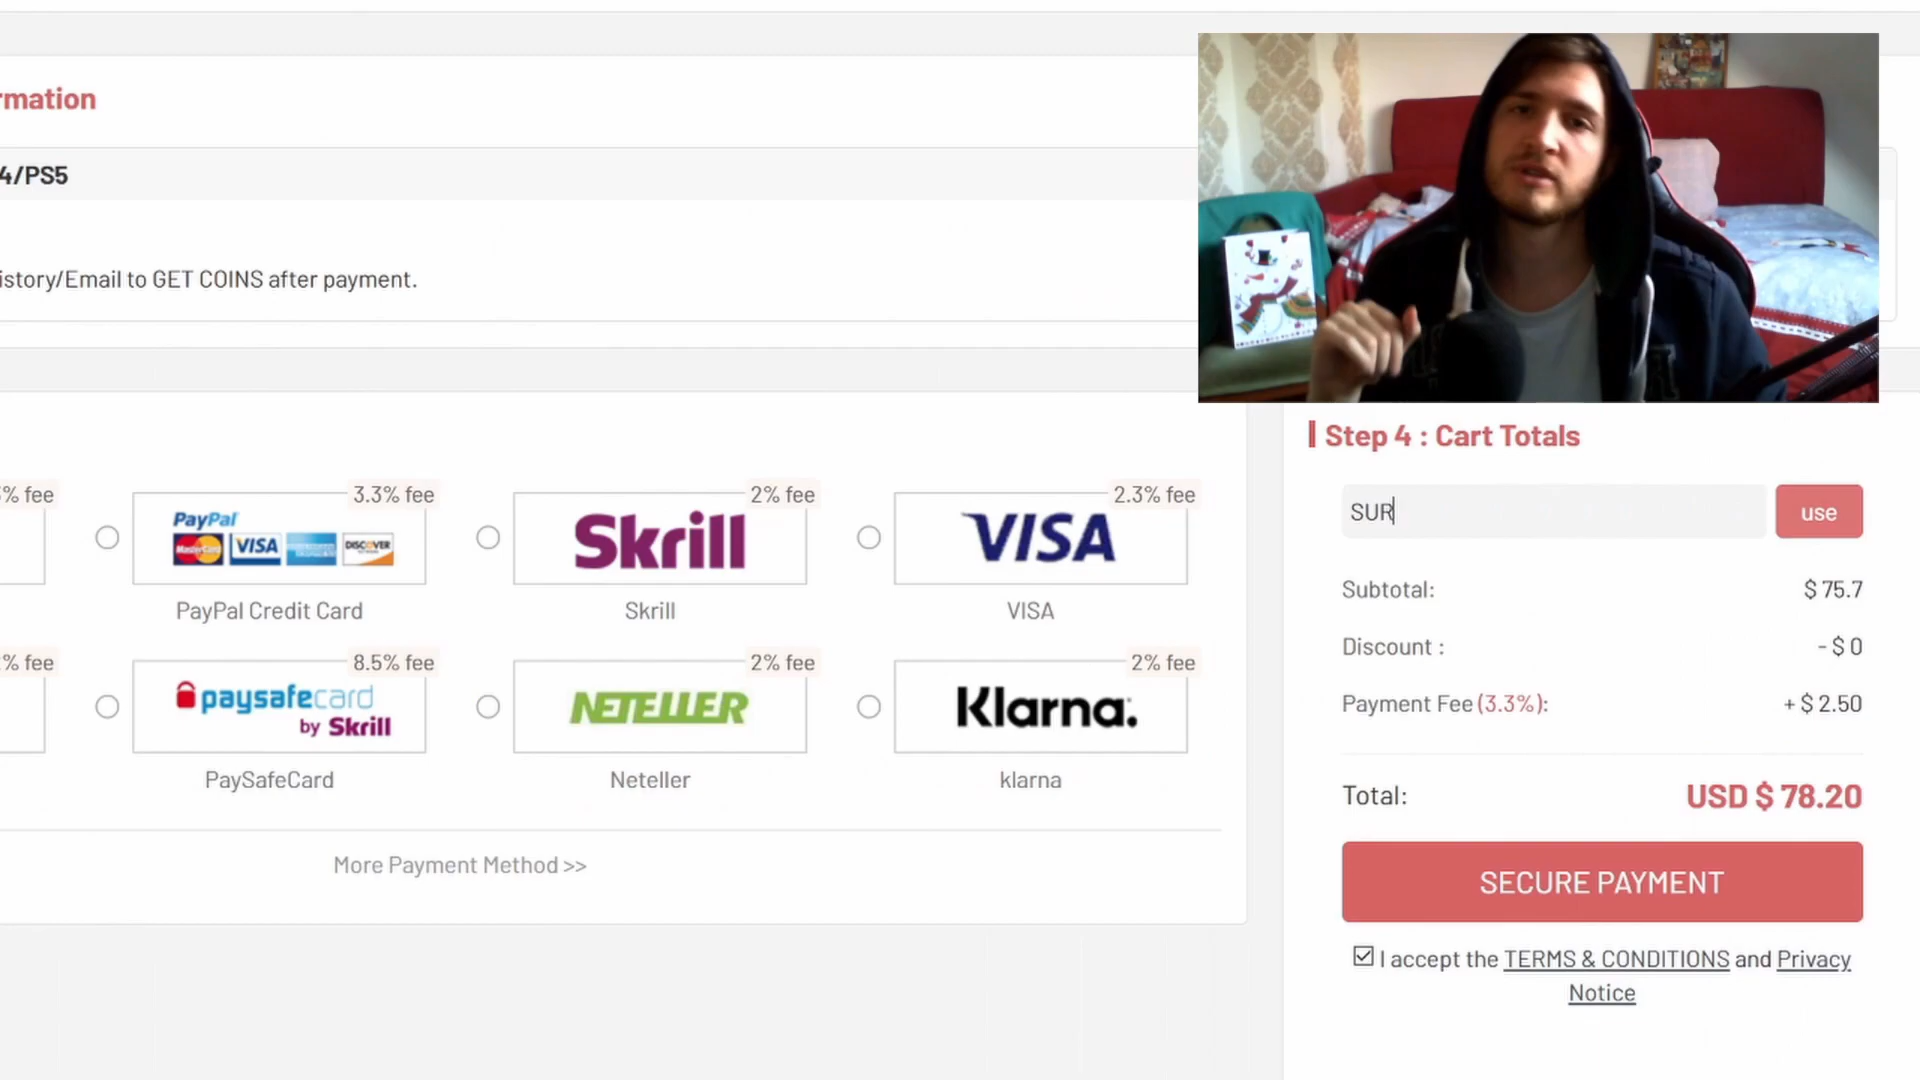 rmation
4/PS5
istory/Email to GET COINS after payment.
Step 4 : Cart Totals
SUR
use
% fee
3.3% fee
2% fee
2.3% fee
PayPal
MasterCard
VISA
DISCOVER
Skrill
VISA
PayPal Credit Card
Skrill
VISA
% fee
8.5% fee
2% fee
2% fee
paysafecard
by Skrill
NETELLER
Klarna.
PaySafeCard
Neteller
klarna
More Payment Method >>
Subtotal:
$ 75.7
Discount :
- $ 0
Payment Fee (3.3%):
+ $ 2.50
Total:
USD $ 78.20
SECURE PAYMENT
I accept the TERMS & CONDITIONS and Privacy
Notice